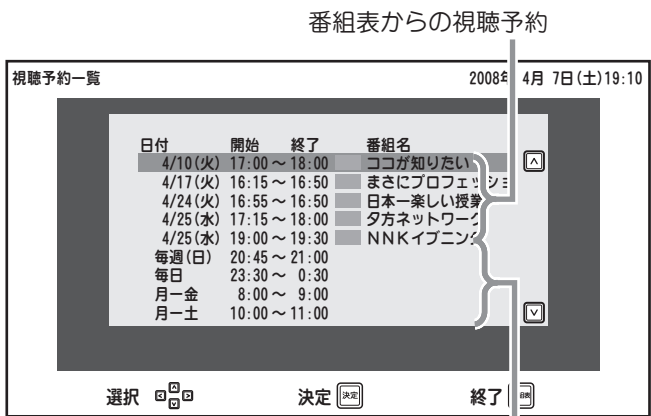 番組表からの視聴予約
視聴予約一覧 2008年 4月 7日(土)19:10
日付 開始 終了 番組名
4/10(火) 17:00～18:00 ココが知りたい
4/17(火) 16:15～16:50 まさにプロフェッショ
4/24(火) 16:55～16:50 日本一楽しい授業
4/25(水) 17:15～18:00 夕方ネットワーク
4/25(水) 19:00～19:30 NNKイブニング
毎週(日) 20:45～21:00
毎日 23:30～ 0:30
月ー金 8:00～ 9:00
月ー土 10:00～11:00
選択 決定 決定 終了